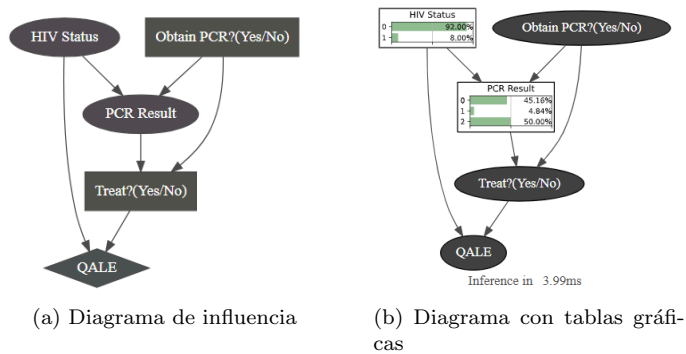 HIV Status
Obtain PCR?(Yes/No)
PCR Result
Treat?(Yes/No)
QALE
(a) Diagrama de influencia
HIV Status
0 92.00%
1 8.00%
Obtain PCR?(Yes/No)
PCR Result
0 45.16%
1 4.84%
2 50.00%
Treat?(Yes/No)
QALE
Inference in 3.99ms
(b) Diagrama con tablas gráfi-
cas